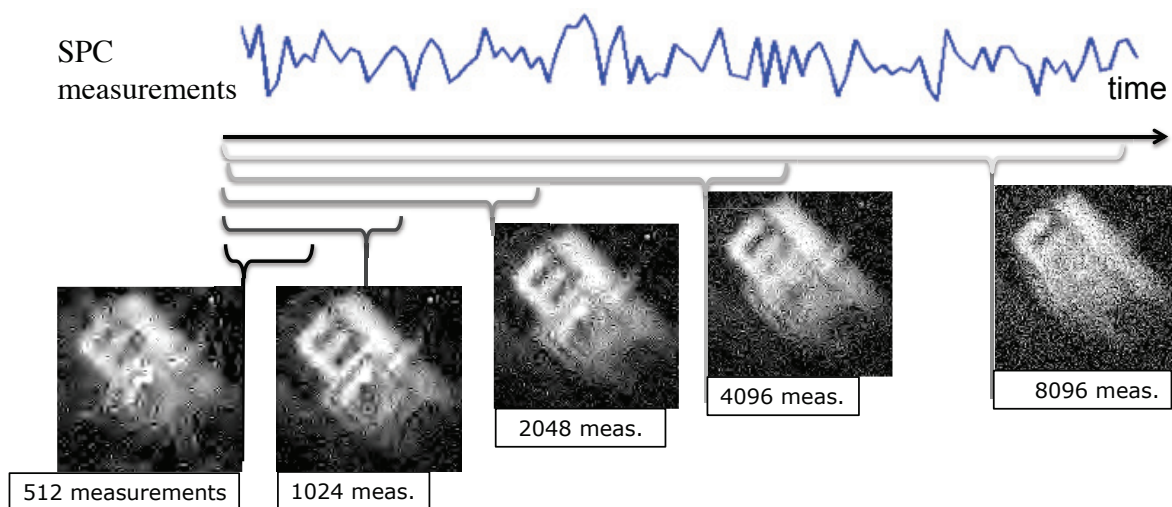 SPC
measurements
time
4096 meas.
8096 meas.
2048 meas.
512 measurements
1024 meas.